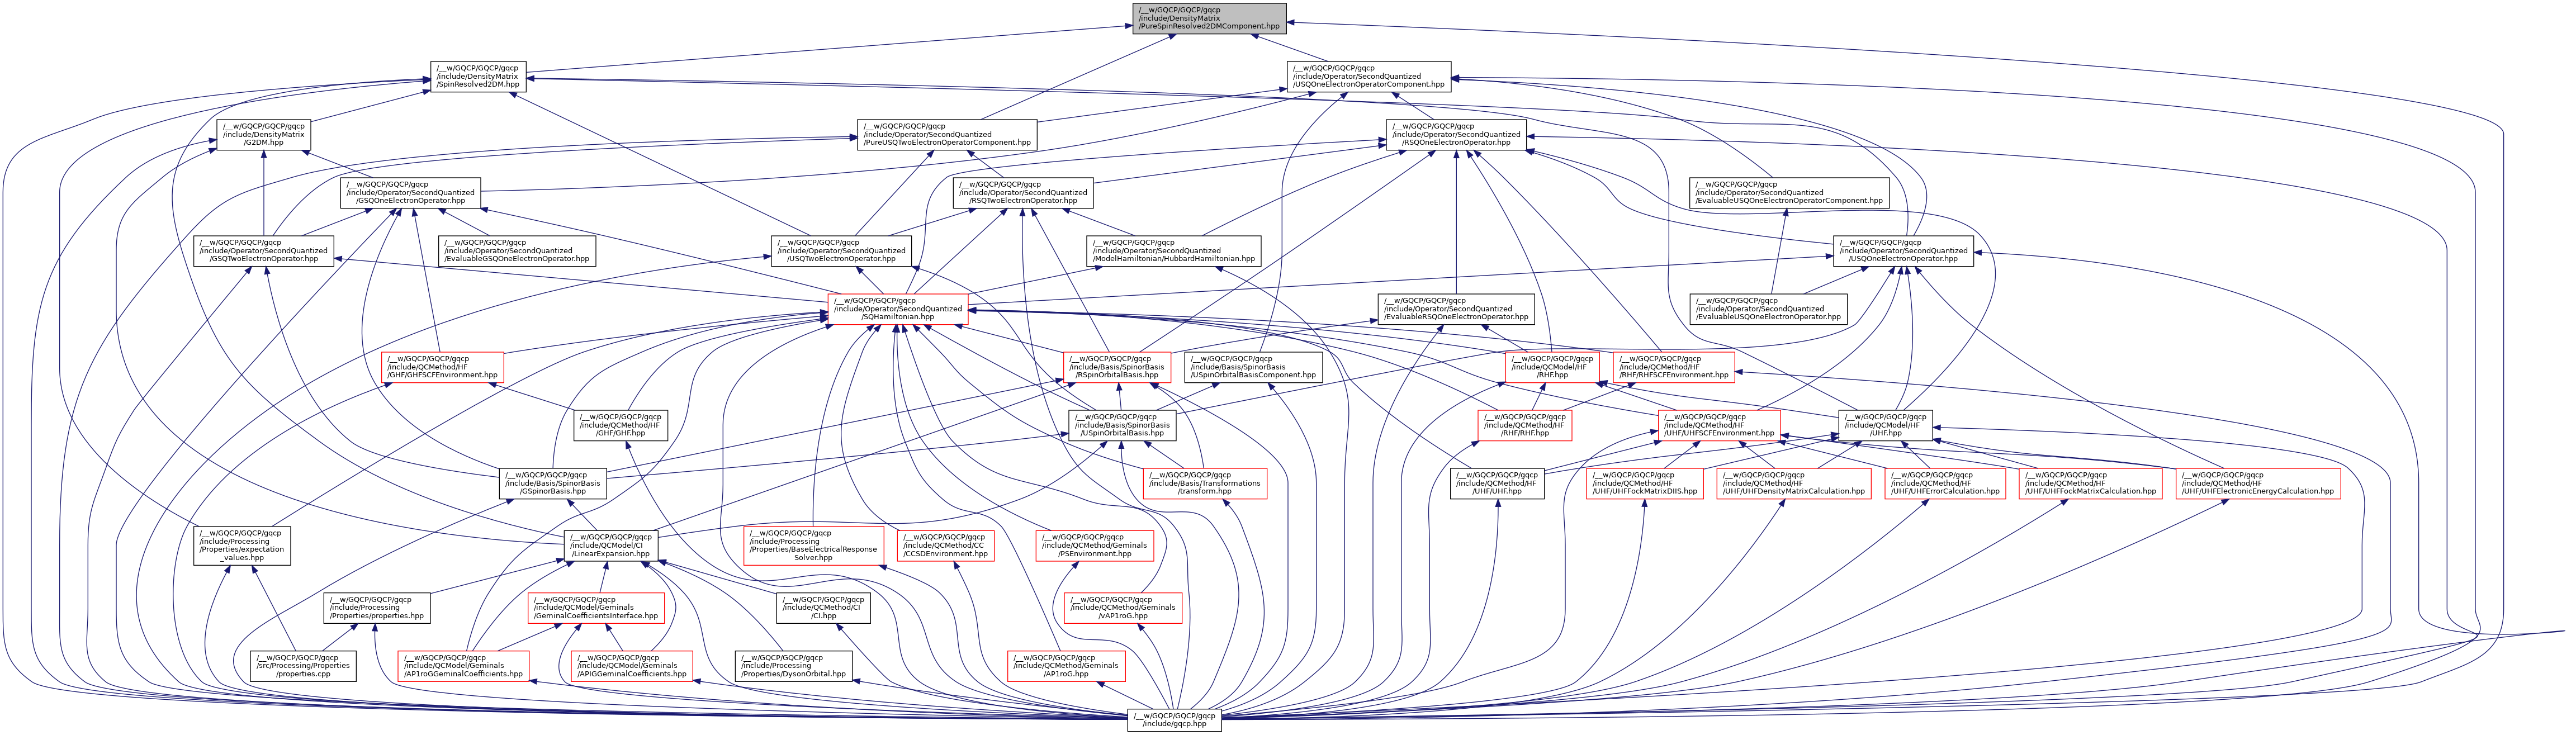 /__w/GQCP/GQCP/gqcp
/include/DensityMatrix
/PureSpinResolved2DMComponent.hpp
/__w/GQCP/GQCP/gqcp
/include/DensityMatrix
/SpinResolved2DM.hpp
/__w/GQCP/GQCP/gqcp
/include/Operator/SecondQuantized
/USQOneElectronOperatorComponent.hpp
/__w/GQCP/GQCP/gqcp
/include/DensityMatrix
/G2DM.hpp
/__w/GQCP/GQCP/gqcp
/include/Operator/SecondQuantized
/PureUSQTwoElectronOperatorComponent.hpp
/__w/GQCP/GQCP/gqcp
/include/Operator/SecondQuantized
/RSQOneElectronOperator.hpp
/__w/GQCP/GQCP/gqcp
/include/Operator/SecondQuantized
/GSQOneElectronOperator.hpp
/__w/GQCP/GQCP/gqcp
/include/Operator/SecondQuantized
/RSQTwoElectronOperator.hpp
/__w/GQCP/GQCP/gqcp
/include/Operator/SecondQuantized
/EvaluableUSQOneElectronOperatorComponent.hpp
/__w/GQCP/GQCP/gqcp
/include/Operator/SecondQuantized
/GSQTwoElectronOperator.hpp
/__w/GQCP/GQCP/gqcp
/include/Operator/SecondQuantized
/EvaluableGSQOneElectronOperator.hpp
/__w/GQCP/GQCP/gqcp
/include/Operator/SecondQuantized
/USQTwoElectronOperator.hpp
/__w/GQCP/GQCP/gqcp
/include/Operator/SecondQuantized
/ModelHamiltonian/HubbardHamiltonian.hpp
/__w/GQCP/GQCP/gqcp
/include/Operator/SecondQuantized
/USQOneElectronOperator.hpp
/__w/GQCP/GQCP/gqcp
/include/Operator/SecondQuantized
/SQHamiltonian.hpp
/__w/GQCP/GQCP/gqcp
/include/Operator/SecondQuantized
/EvaluableRSQOneElectronOperator.hpp
/__w/GQCP/GQCP/gqcp
/include/Operator/SecondQuantized
/EvaluableUSQOneElectronOperator.hpp
/__w/GQCP/GQCP/gqcp
/include/QCMethod/HF
/GHF/GHFSCFEnvironment.hpp
/__w/GQCP/GQCP/gqcp
/include/Basis/SpinorBasis
/RSpinOrbitalBasis.hpp
/__w/GQCP/GQCP/gqcp
/include/Basis/SpinorBasis
/USpinOrbitalBasisComponent.hpp
/__w/GQCP/GQCP/gqcp
/include/QCModel/HF
/RHF.hpp
/__w/GQCP/GQCP/gqcp
/include/QCMethod/HF
/RHF/RHFSCFEnvironment.hpp
/__w/GQCP/GQCP/gqcp
/include/QCMethod/HF
/GHF/GHF.hpp
/__w/GQCP/GQCP/gqcp
/include/Basis/SpinorBasis
/USpinOrbitalBasis.hpp
/__w/GQCP/GQCP/gqcp
/include/QCMethod/HF
/RHF/RHF.hpp
/__w/GQCP/GQCP/gqcp
/include/QCMethod/HF
/UHF/UHFSCFEnvironment.hpp
/__w/GQCP/GQCP/gqcp
/include/QCModel/HF
/UHF.hpp
/__w/GQCP/GQCP/gqcp
/include/Basis/SpinorBasis
/GSpinorBasis.hpp
/__w/GQCP/GQCP/gqcp
/include/Basis/Transformations
/transform.hpp
/__w/GQCP/GQCP/gqcp
/include/QCMethod/HF
/UHF/UHF.hpp
/__w/GQCP/GQCP/gqcp
/include/QCMethod/HF
/UHF/UHFFockMatrixDIIS.hpp
/__w/GQCP/GQCP/gqcp
/include/QCMethod/HF
/UHF/UHFDensityMatrixCalculation.hpp
/__w/GQCP/GQCP/gqcp
/include/QCMethod/HF
/UHF/UHFErrorCalculation.hpp
/__w/GQCP/GQCP/gqcp
/include/QCMethod/HF
/UHF/UHFFockMatrixCalculation.hpp
/__w/GQCP/GQCP/gqcp
/include/QCMethod/HF
/UHF/UHFElectronicEnergyCalculation.hpp
/__w/GQCP/GQCP/gqcp
/include/Processing
/Properties/expectation
_values.hpp
/__w/GQCP/GQCP/gqcp
/include/QCModel/CI
/LinearExpansion.hpp
/__w/GQCP/GQCP/gqcp
/include/Processing
/Properties/BaseElectricalResponse
Solver.hpp
/__w/GQCP/GQCP/gqcp
/include/QCMethod/CC
/CCSDEnvironment.hpp
/__w/GQCP/GQCP/gqcp
/include/QCMethod/Geminals
/PSEnvironment.hpp
/__w/GQCP/GQCP/gqcp
/include/Processing
/Properties/properties.hpp
/__w/GQCP/GQCP/gqcp
/include/QCModel/Geminals
/GeminalCoefficientsInterface.hpp
/__w/GQCP/GQCP/gqcp
/include/QCMethod/CI
/CI.hpp
/__w/GQCP/GQCP/gqcp
/include/QCMethod/Geminals
/vAP1roG.hpp
/__w/GQCP/GQCP/gqcp
/src/Processing/Properties
/properties.cpp
/__w/GQCP/GQCP/gqcp
/include/QCModel/Geminals
/AP1roGGeminalCoefficients.hpp
/__w/GQCP/GQCP/gqcp
/include/QCModel/Geminals
/APIGGeminalCoefficients.hpp
/__w/GQCP/GQCP/gqcp
/include/Processing
/Properties/DysonOrbital.hpp
/__w/GQCP/GQCP/gqcp
/include/QCMethod/Geminals
/AP1roG.hpp
/__w/GQCP/GQCP/gqcp
/include/gqcp.hpp